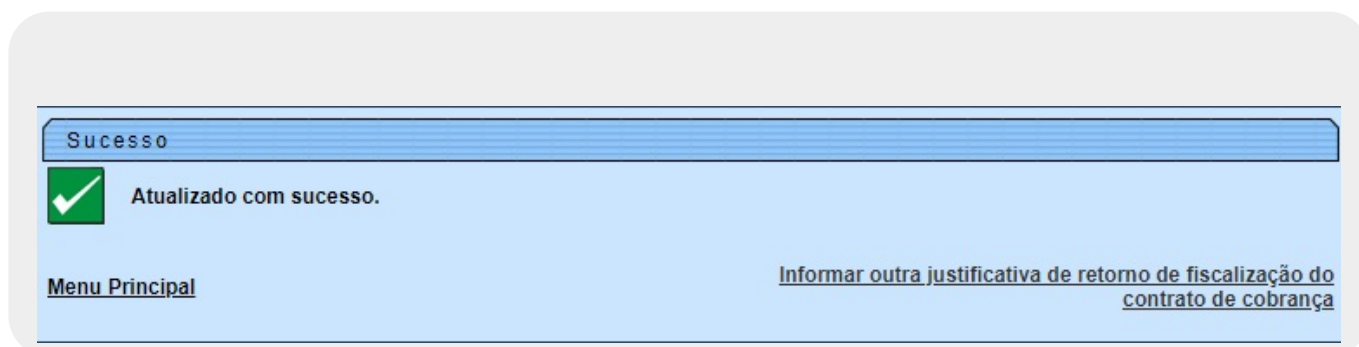 Sucesso
Atualizado com sucesso.
Menu Principal
Informar outra justificativa de retorno de fiscalização do
contrato de cobrança